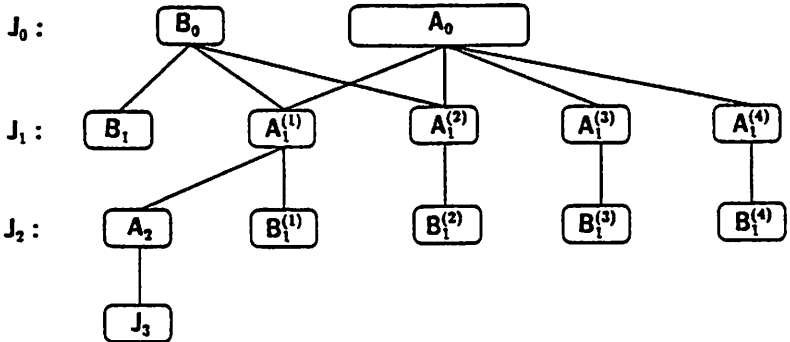 J₀ : B₀ A₀
J₁ : B₁ A₁⁽¹⁾ A₁⁽²⁾ A₁⁽³⁾ A₁⁽⁴⁾
J₂ : A₂ B₁⁽¹⁾ B₁⁽²⁾ B₁⁽³⁾ B₁⁽⁴⁾
J₃